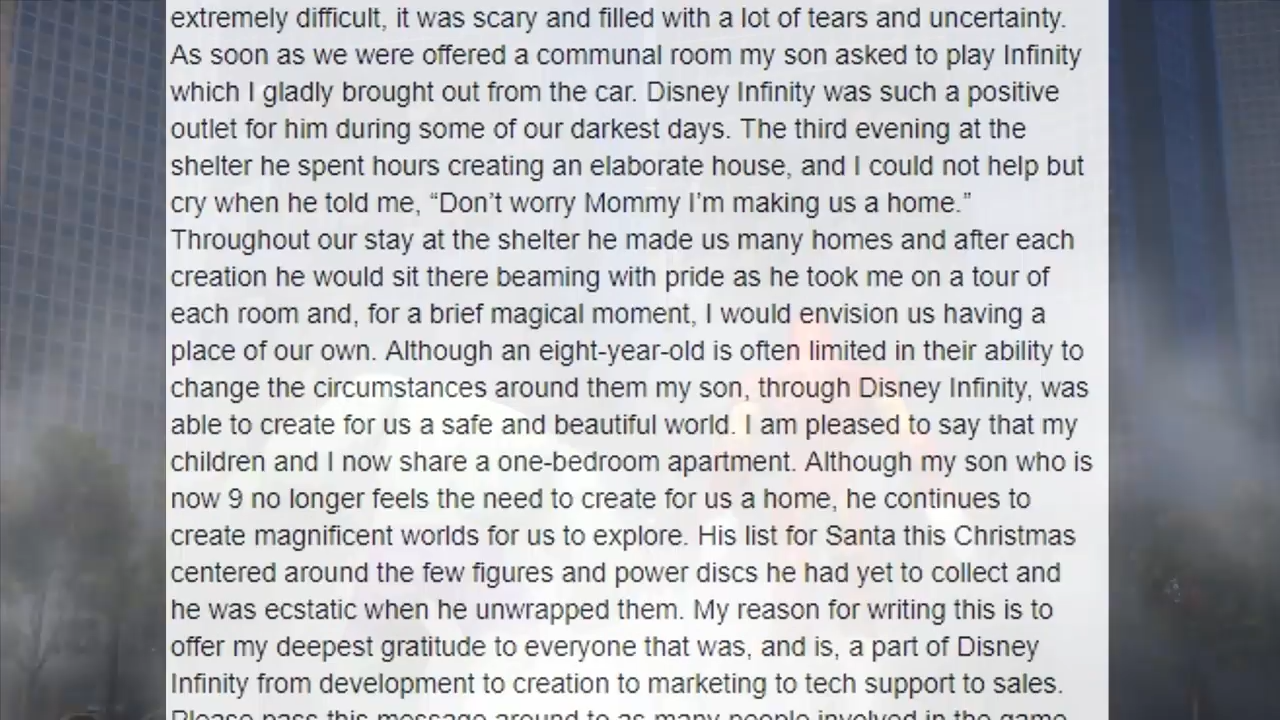 extremely difficult, it was scary and filled with a lot of tears and uncertainty.
As soon as we were offered a communal room my son asked to play Infinity
which I gladly brought out from the car. Disney Infinity was such a positive
outlet for him during some of our darkest days. The third evening at the
shelter he spent hours creating an elaborate house, and I could not help but
cry when he told me, “Don’t worry Mommy I’m making us a home.”
Throughout our stay at the shelter he made us many homes and after each
creation he would sit there beaming with pride as he took me on a tour of
each room and, for a brief magical moment, I would envision us having a
place of our own. Although an eight-year-old is often limited in their ability to
change the circumstances around them my son, through Disney Infinity, was
able to create for us a safe and beautiful world. I am pleased to say that my
children and I now share a one-bedroom apartment. Although my son who is
now 9 no longer feels the need to create for us a home, he continues to
create magnificent worlds for us to explore. His list for Santa this Christmas
centered around the few figures and power discs he had yet to collect and
he was ecstatic when he unwrapped them. My reason for writing this is to
offer my deepest gratitude to everyone that was, and is, a part of Disney
Infinity from development to creation to marketing to tech support to sales.
Please pass this message around to as many people involved in the game